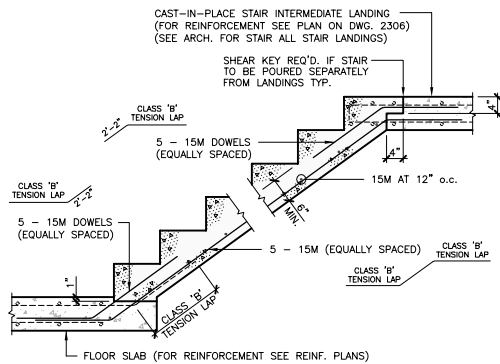 CAST-IN-PLACE STAIR INTERMEDIATE LANDING
(FOR REINFORCEMENT SEE PLAN ON DWG. 2306)
(SEE ARCH. FOR STAIR ALL STAIR LANDINGS)
SHEAR KEY REQ'D. IF STAIR
TO BE POURED SEPARATELY
FROM LANDINGS TYP.
4"
CLASS 'B'
TENSION LAP
2'-2"
5 - 15M DOWELS
(EQUALLY SPACED)
4"
15M AT 12" o.c.
CLASS 'B'
TENSION LAP
2'-2"
6"
MIN.
5 - 15M DOWELS
(EQUALLY SPACED)
5 - 15M (EQUALLY SPACED)
CLASS 'B'
TENSION LAP
CLASS 'B'
TENSION LAP
1"
CLASS 'B'
TENSION LAP
FLOOR SLAB (FOR REINFORCEMENT SEE REINF. PLANS)